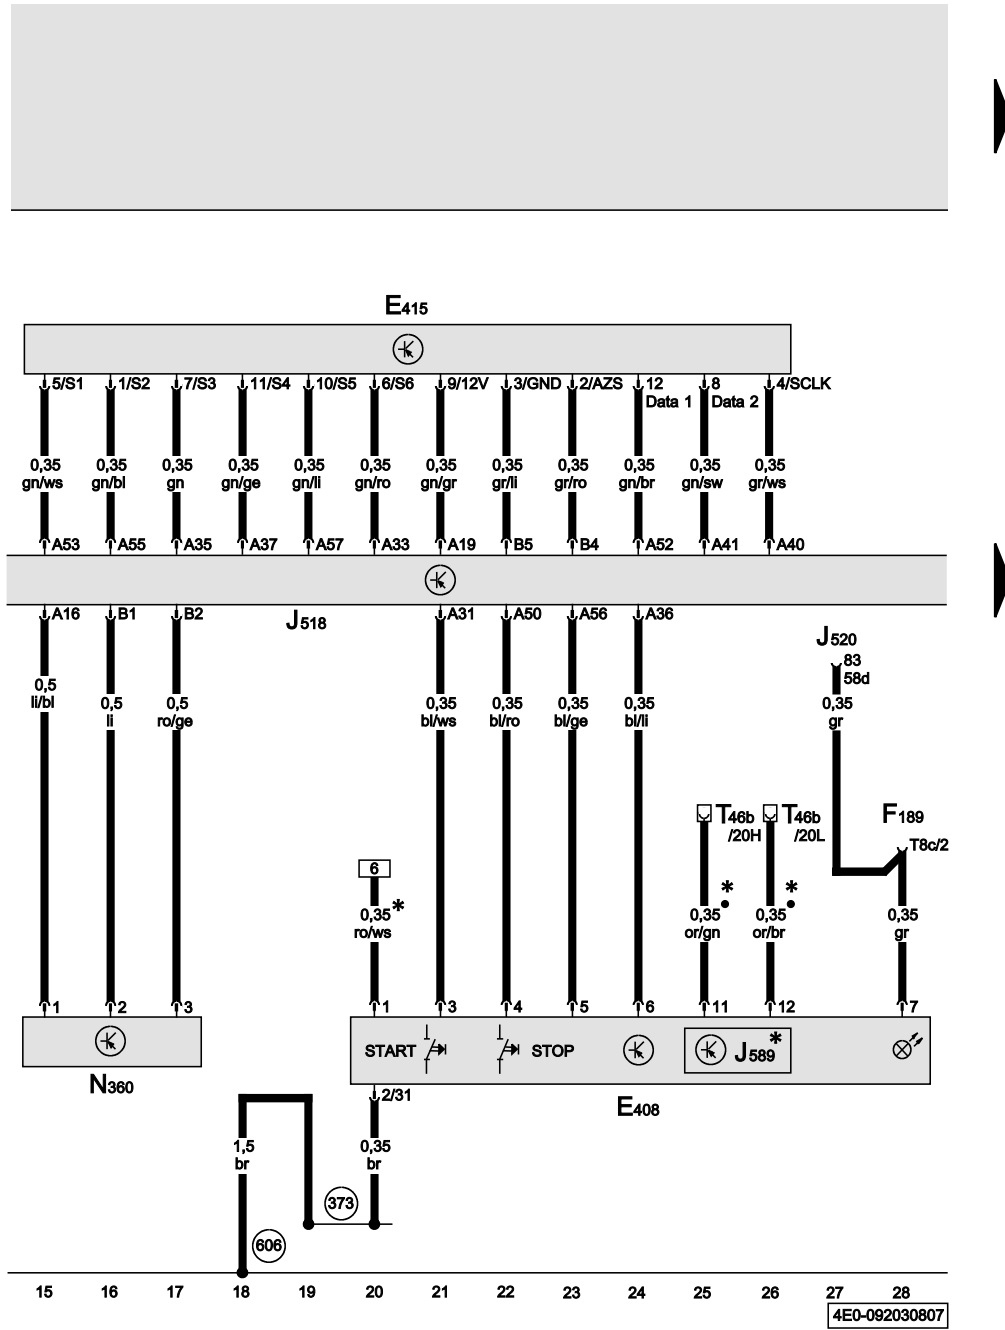 E415
5/S1 1/S2 7/S3 11/S4 10/S5 6/S6 9/12V 3/GND 2/AZS 12 8 4/SCLK
Data 1 Data 2
0,35 0,35 0,35 0,35 0,35 0,35 0,35 0,35 0,35 0,35 0,35 0,35
gn/ws gn/bl gn gn/ge gn/li gn/ro gn/gr gr/li gr/ro gn/br gn/sw gr/ws
A53 A55 A35 A37 A57 A33 A19 B5 B4 A52 A41 A40
A16 B1 B2 J518 A31 A50 A56 A36
J520
83
58d
0,5
li/bl
0,5 0,5 0,35 0,35 0,35 0,35 0,35
li ro/ge bl/ws bl/ro bl/ge bl/li gr
T46b T46b F189
/20H /20L
T8c/2
6
* *
0,35 * 0,35 • 0,35 • 0,35
ro/ws or/gn or/br gr
1 2 3 1 3 4 5 6 11 12 7
START STOP J589 *
N360
2/31
E408
1,5 0,35
br br
373
606
15 16 17 18 19 20 21 22 23 24 25 26 27 28
4E0-092030807